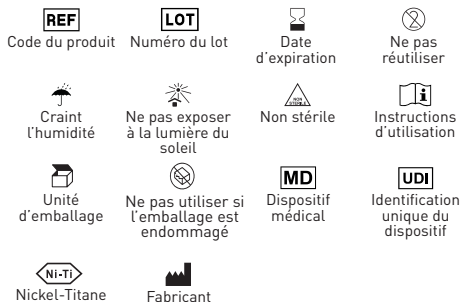 REF
Code du produit
LOT
Numéro du lot
Date
d'expiration
2
Ne pas
réutiliser
Craint
l'humidité
Ne pas exposer
à la lumière du
soleil
NON
STERILE
Non stérile
i
Instructions
d'utilisation
Unité
d'emballage
Ne pas utiliser si
l'emballage est
endommagé
MD
Dispositif
médical
UDI
Identification
unique du
dispositif
Ni-Ti
Nickel-Titane
Fabricant